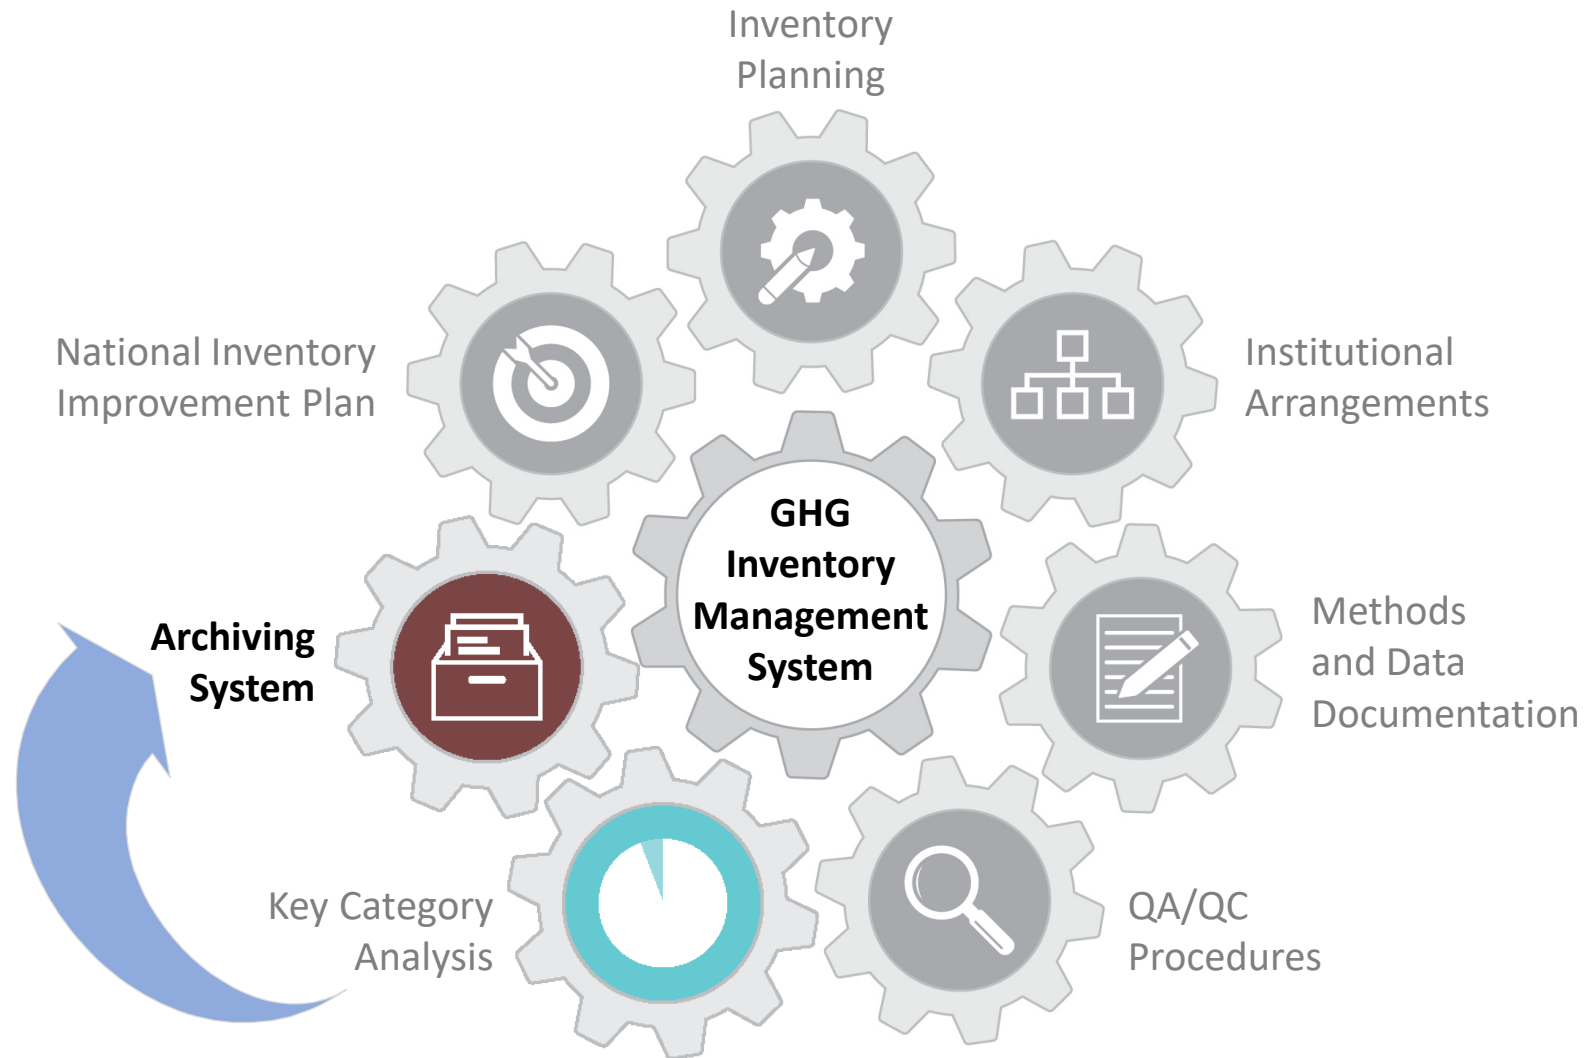 Inventory
Planning
National Inventory
Improvement Plan
Institutional
Arrangements
GHG
Inventory
Management
System
Archiving
System
Methods
and Data
Documentation
Key Category
Analysis
QA/QC
Procedures